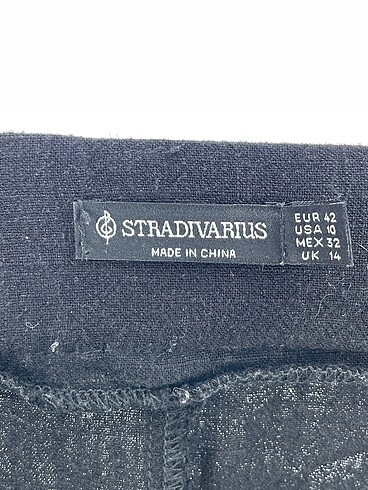 STRADIVARIUS
MADE IN CHINA
EUR 42
USA 10
MEX 32
UK 14